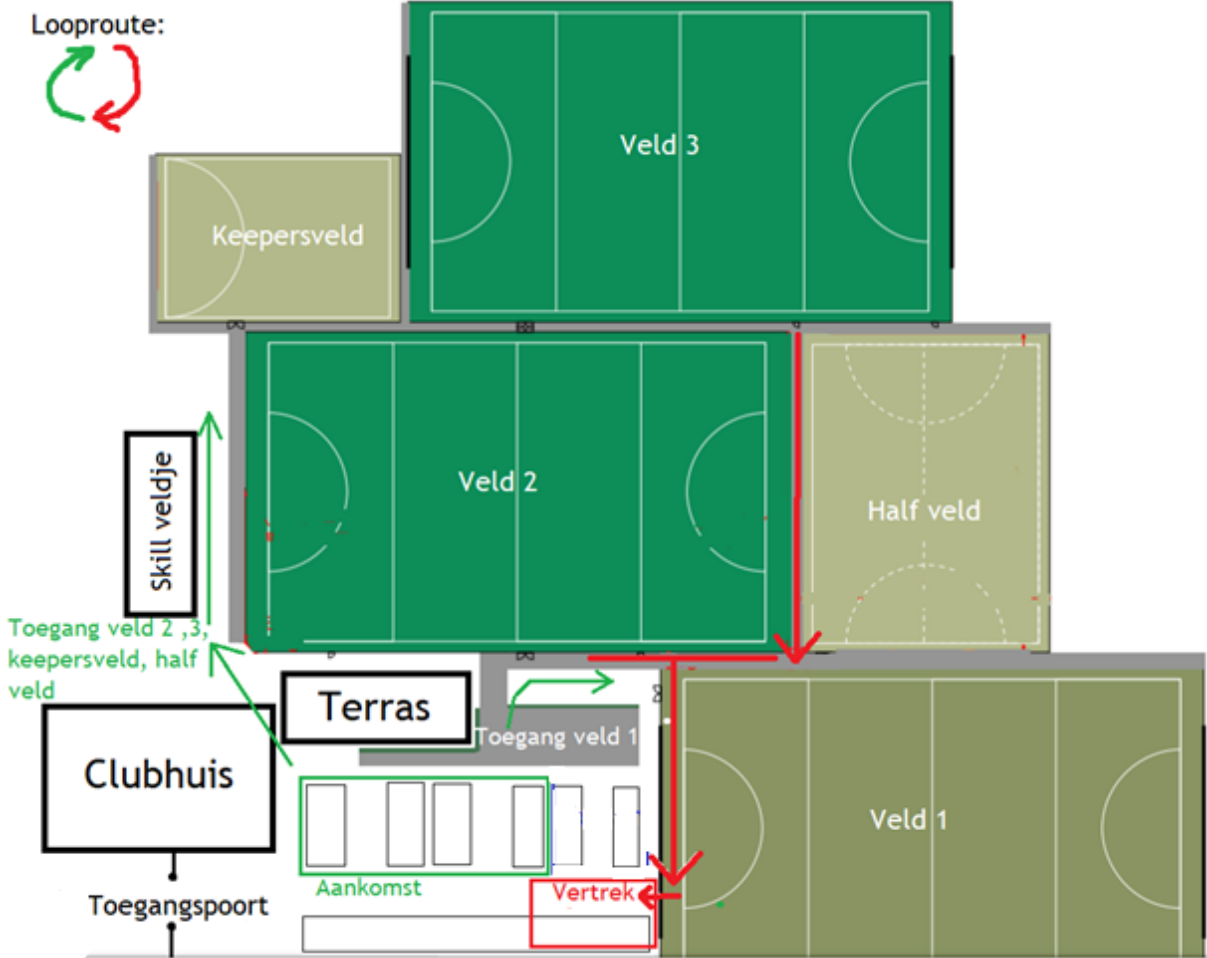 Looproute:
Veld 3
Keepersveld
Veld 2
Half veld
Skill veldje
Toegang veld 2 ,3,
keepersveld, half
veld
Terras
Toegang veld 1
Clubhuis
Veld 1
Aankomst
Vertrek
Toegangspoort